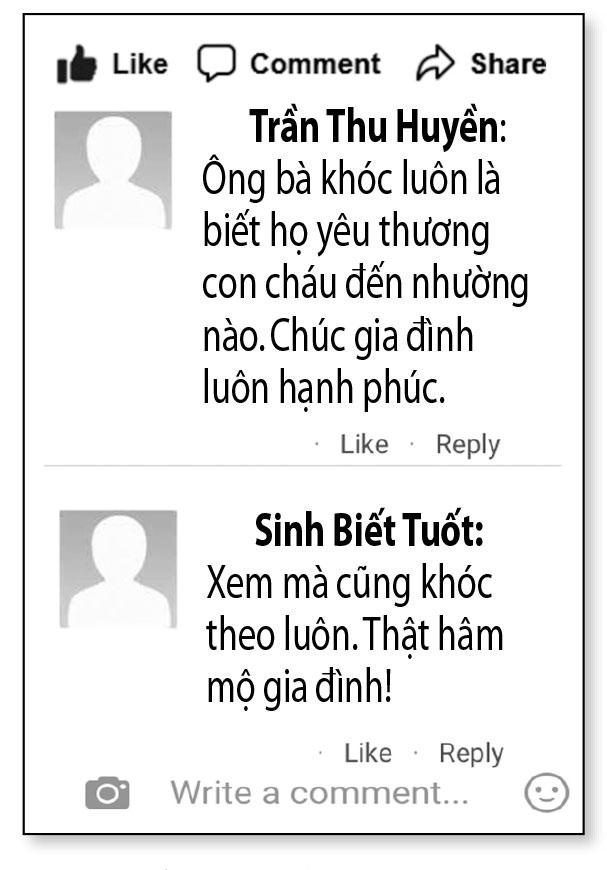 Like Comment Share
Trần Thu Huyền:
Ông bà khóc luôn là
biết họ yêu thương
con cháu đến nhường
nào. Chúc gia đình
luôn hạnh phúc.
· Like · Reply
Sinh Biết Tuốt:
Xem mà cũng khóc
theo luôn. Thật hâm
mộ gia đình!
· Like · Reply
Write a comment...